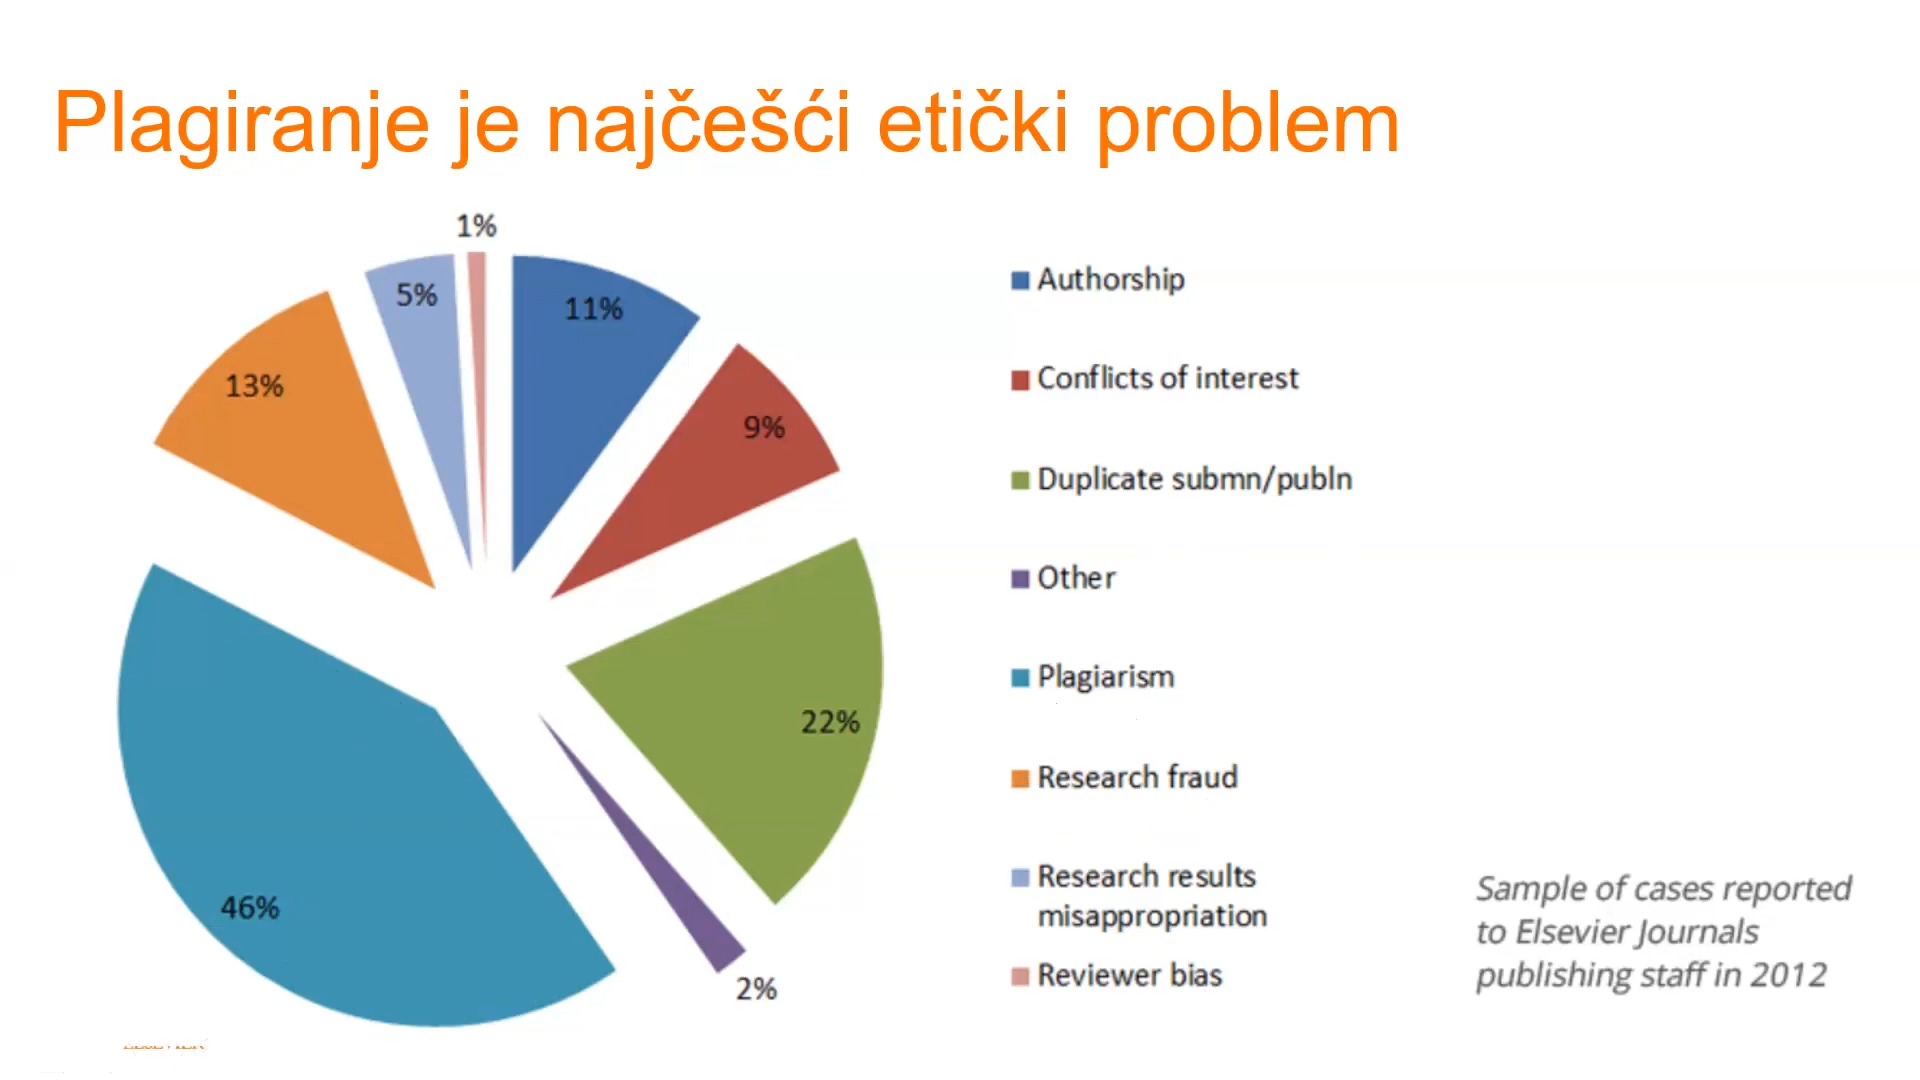 Plagiranje je najčešći etički problem
1%
5%
11%
13%
9%
22%
46%
2%
Authorship
Conflicts of interest
Duplicate submn/publn
Other
Plagiarism
Research fraud
Research results
misappropriation
Reviewer bias
Sample of cases reported
to Elsevier Journals
publishing staff in 2012